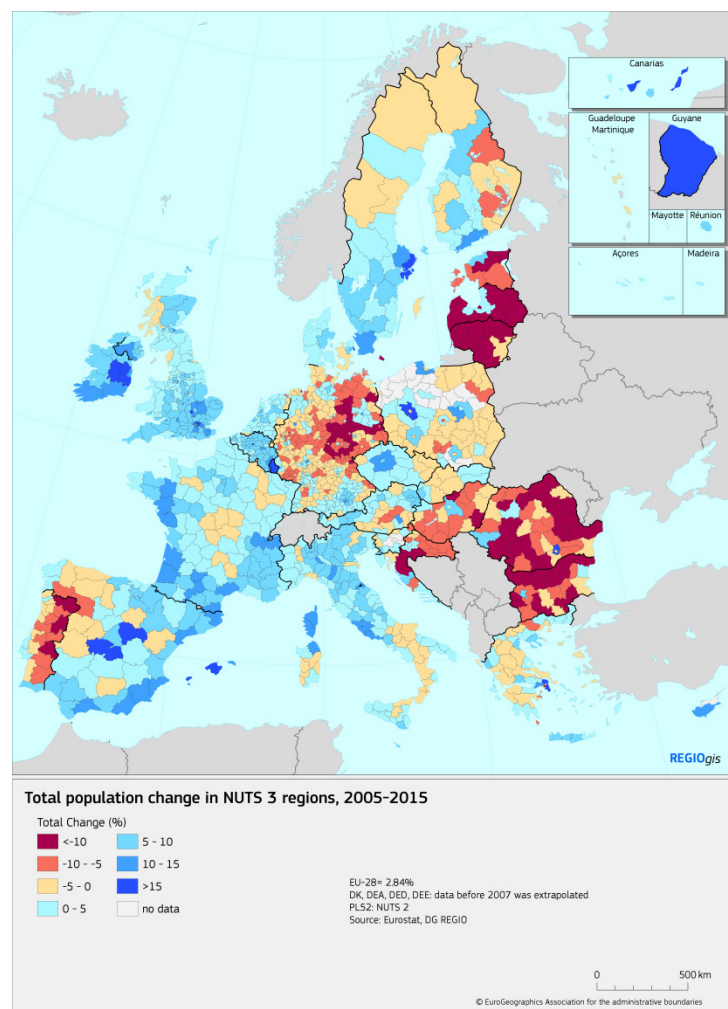 Canarias
Guadeloupe
Martinique
Guyane
Mayotte
Réunion
Açores
Madeira
REGIOgis
Total population change in NUTS 3 regions, 2005-2015
Total Change (%)
<-10
-10 - -5
-5 - 0
0 - 5
5 - 10
10 - 15
>15
no data
EU-28= 2.84%
DK, DEA, DED, DEE: data before 2007 was extrapolated
PL52: NUTS 2
Source: Eurostat, DG REGIO
0 500 km
© EuroGeographics Association for the administrative boundaries